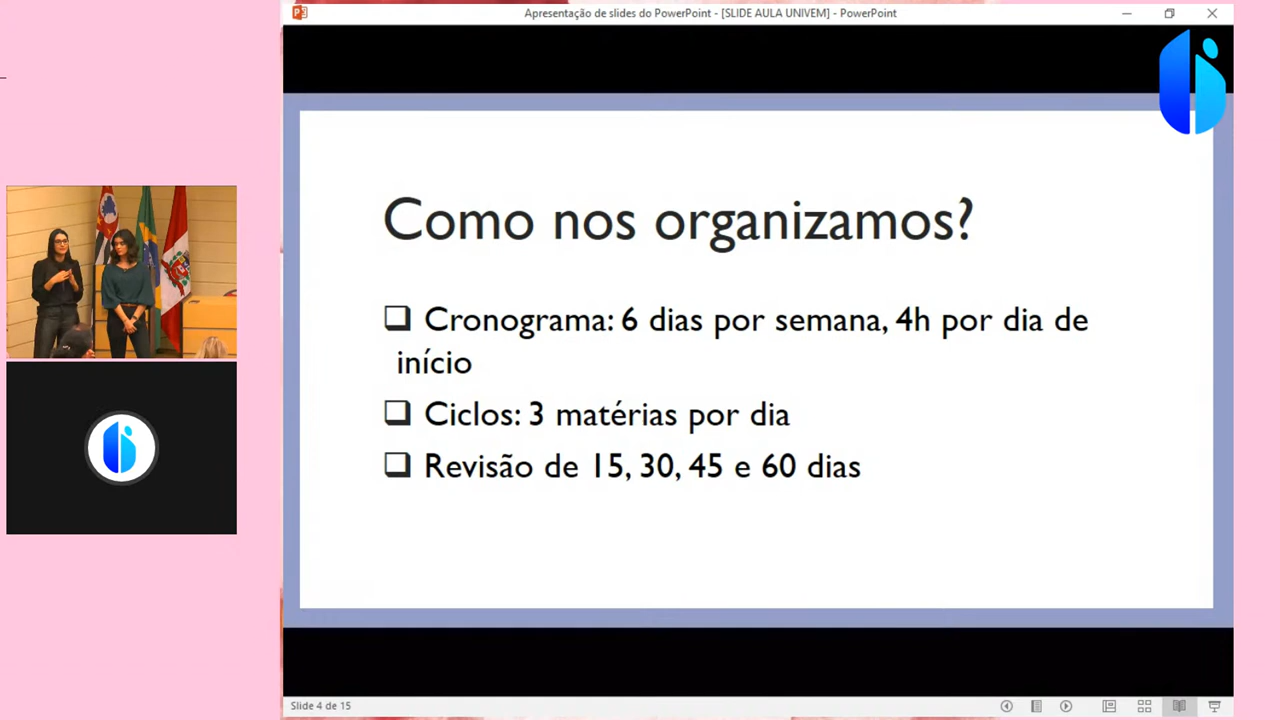 Apresentação de slides do PowerPoint - [SLIDE AULA UNIVEM] - PowerPoint
Como nos organizamos?
Cronograma: 6 dias por semana, 4h por dia de
início
Ciclos: 3 matérias por dia
Revisão de 15, 30, 45 e 60 dias
Slide 4 de 15